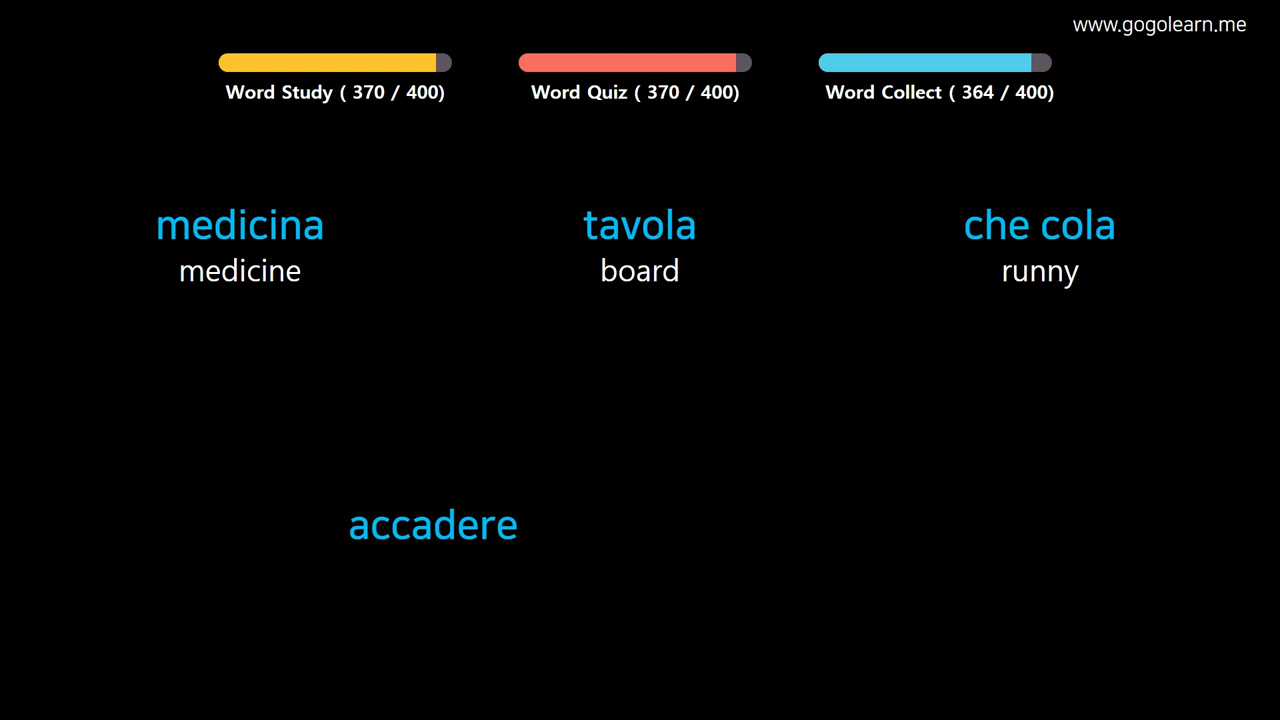 www.gogolearn.me
Word Study ( 370 / 400)
Word Quiz ( 370 / 400)
Word Collect ( 364 / 400)
medicina
medicine
tavola
board
che cola
runny
accadere